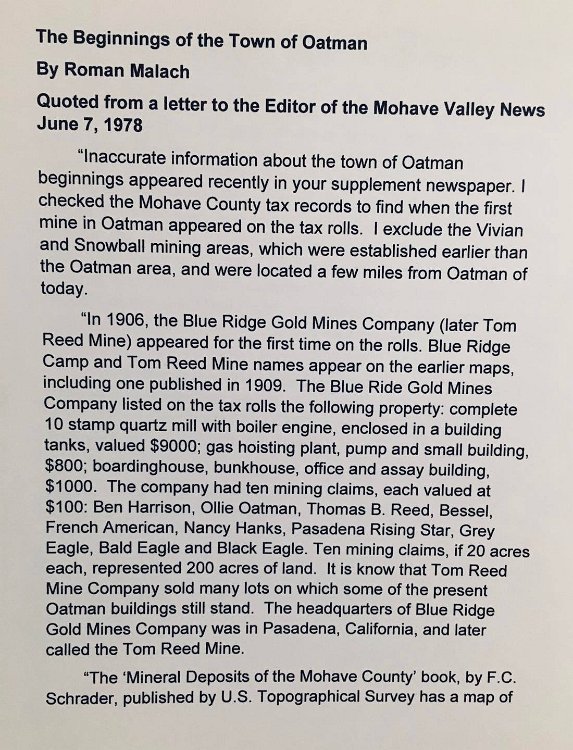 The Beginnings of the Town of Oatman
By Roman Malach
Quoted from a letter to the Editor of the Mohave Valley News
June 7, 1978
"Inaccurate information about the town of Oatman
beginnings appeared recently in your supplement newspaper. I
checked the Mohave County tax records to find when the first
mine in Oatman appeared on the tax rolls.  I exclude the Vivian
and Snowball mining areas, which were established earlier than
the Oatman area, and were located a few miles from Oatman of
today.
"In 1906, the Blue Ridge Gold Mines Company (later Tom
Reed Mine) appeared for the first time on the rolls. Blue Ridge
Camp and Tom Reed Mine names appear on the earlier maps,
including one published in 1909.  The Blue Ride Gold Mines
Company listed on the tax rolls the following property: complete
10 stamp quartz mill with boiler engine, enclosed in a building
tanks, valued $9000; gas hoisting plant, pump and small building,
$800; boardinghouse, bunkhouse, office and assay building,
$1000.  The company had ten mining claims, each valued at
$100: Ben Harrison, Ollie Oatman, Thomas B. Reed, Bessel,
French American, Nancy Hanks, Pasadena Rising Star, Grey
Eagle, Bald Eagle and Black Eagle. Ten mining claims, if 20 acres
each, represented 200 acres of land.  It is know that Tom Reed
Mine Company sold many lots on which some of the present
Oatman buildings still stand.  The headquarters of Blue Ridge
Gold Mines Company was in Pasadena, California, and later
called the Tom Reed Mine.
"The 'Mineral Deposits of the Mohave County' book, by F.C.
Schrader, published by U.S. Topographical Survey has a map of